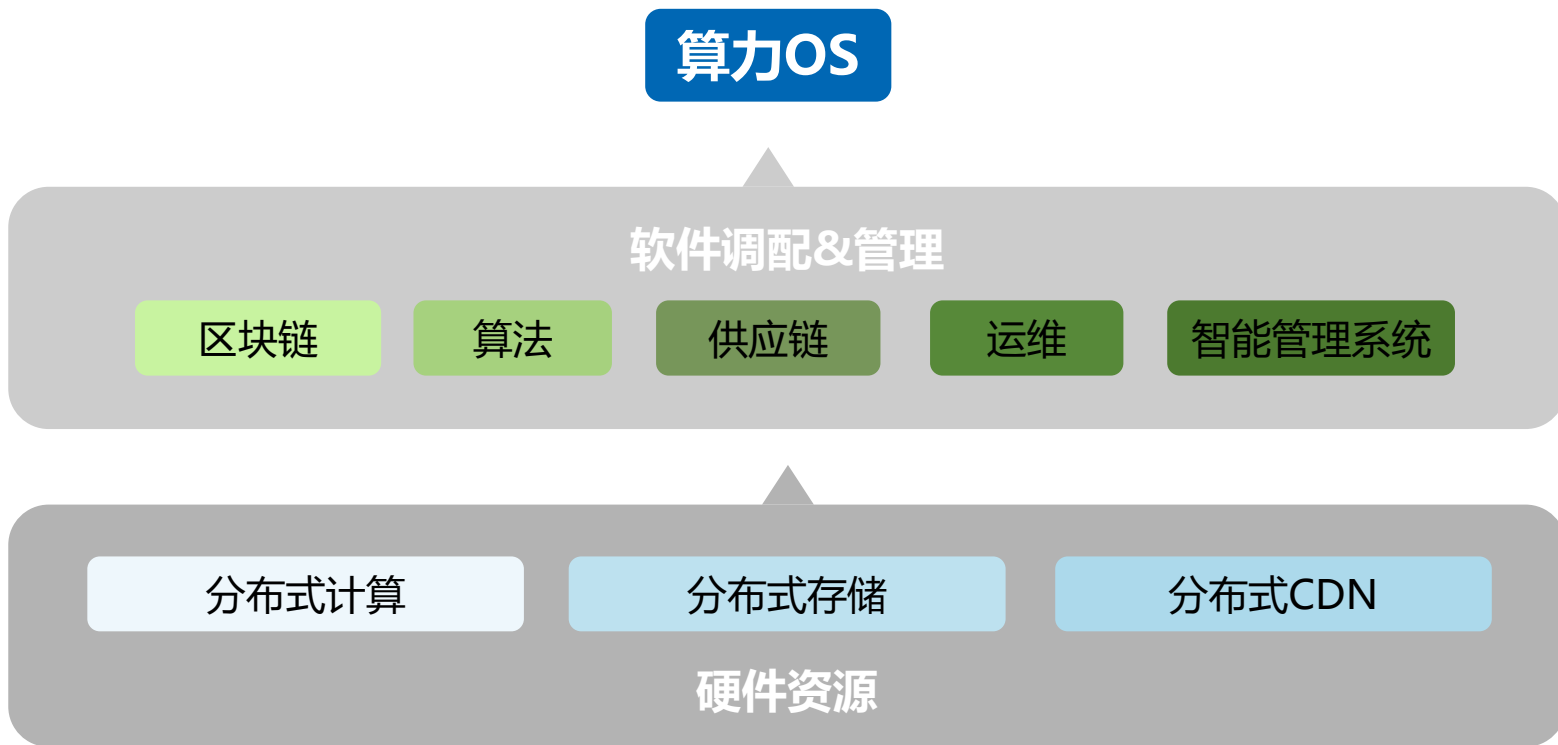 算力OS
软件调配&管理
区块链 算法 供应链 运维 智能管理系统
分布式计算 分布式存储 分布式CDN
硬件资源